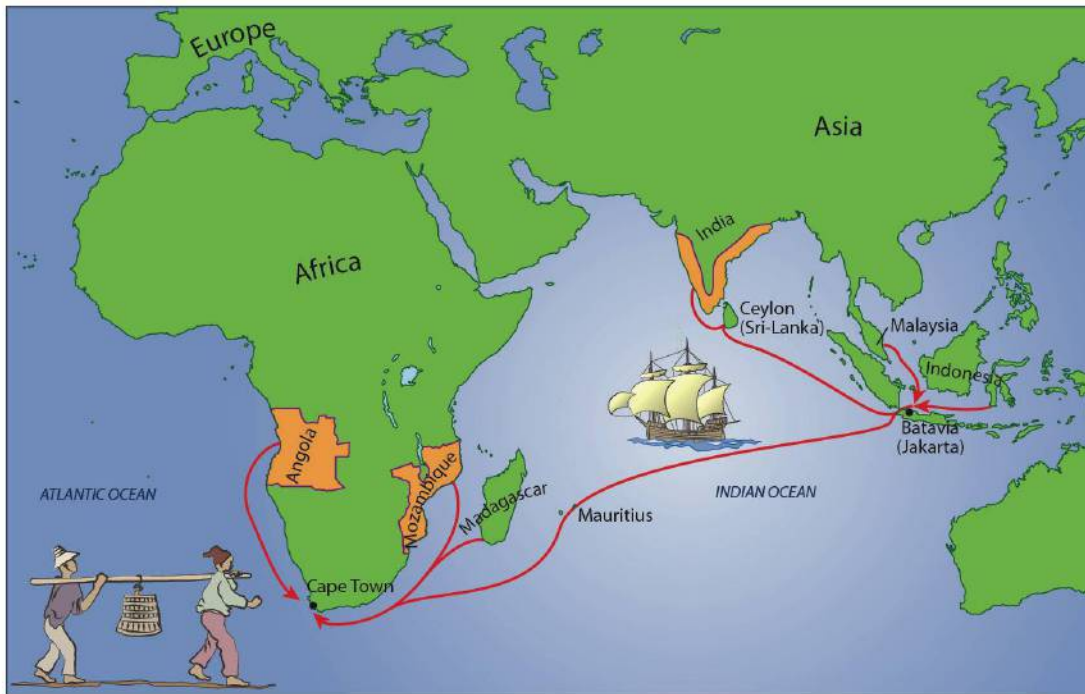 Europe
Asia
India
Africa
Ceylon
(Sri-Lanka)
Malaysia
Indonesia
Batavia
(Jakarta)
Angola
Mozambique
Madagascar
ATLANTIC OCEAN
INDIAN OCEAN
Mauritius
Cape Town